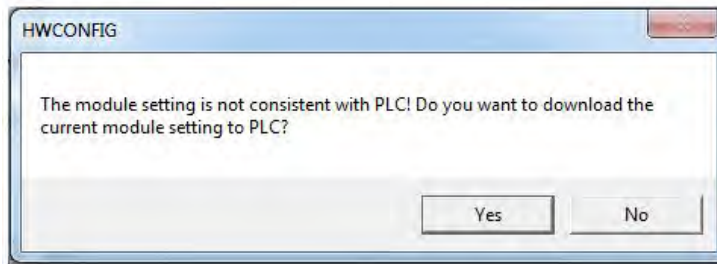 HWCONFIG
The module setting is not consistent with PLC! Do you want to download the
current module setting to PLC?
Yes
No